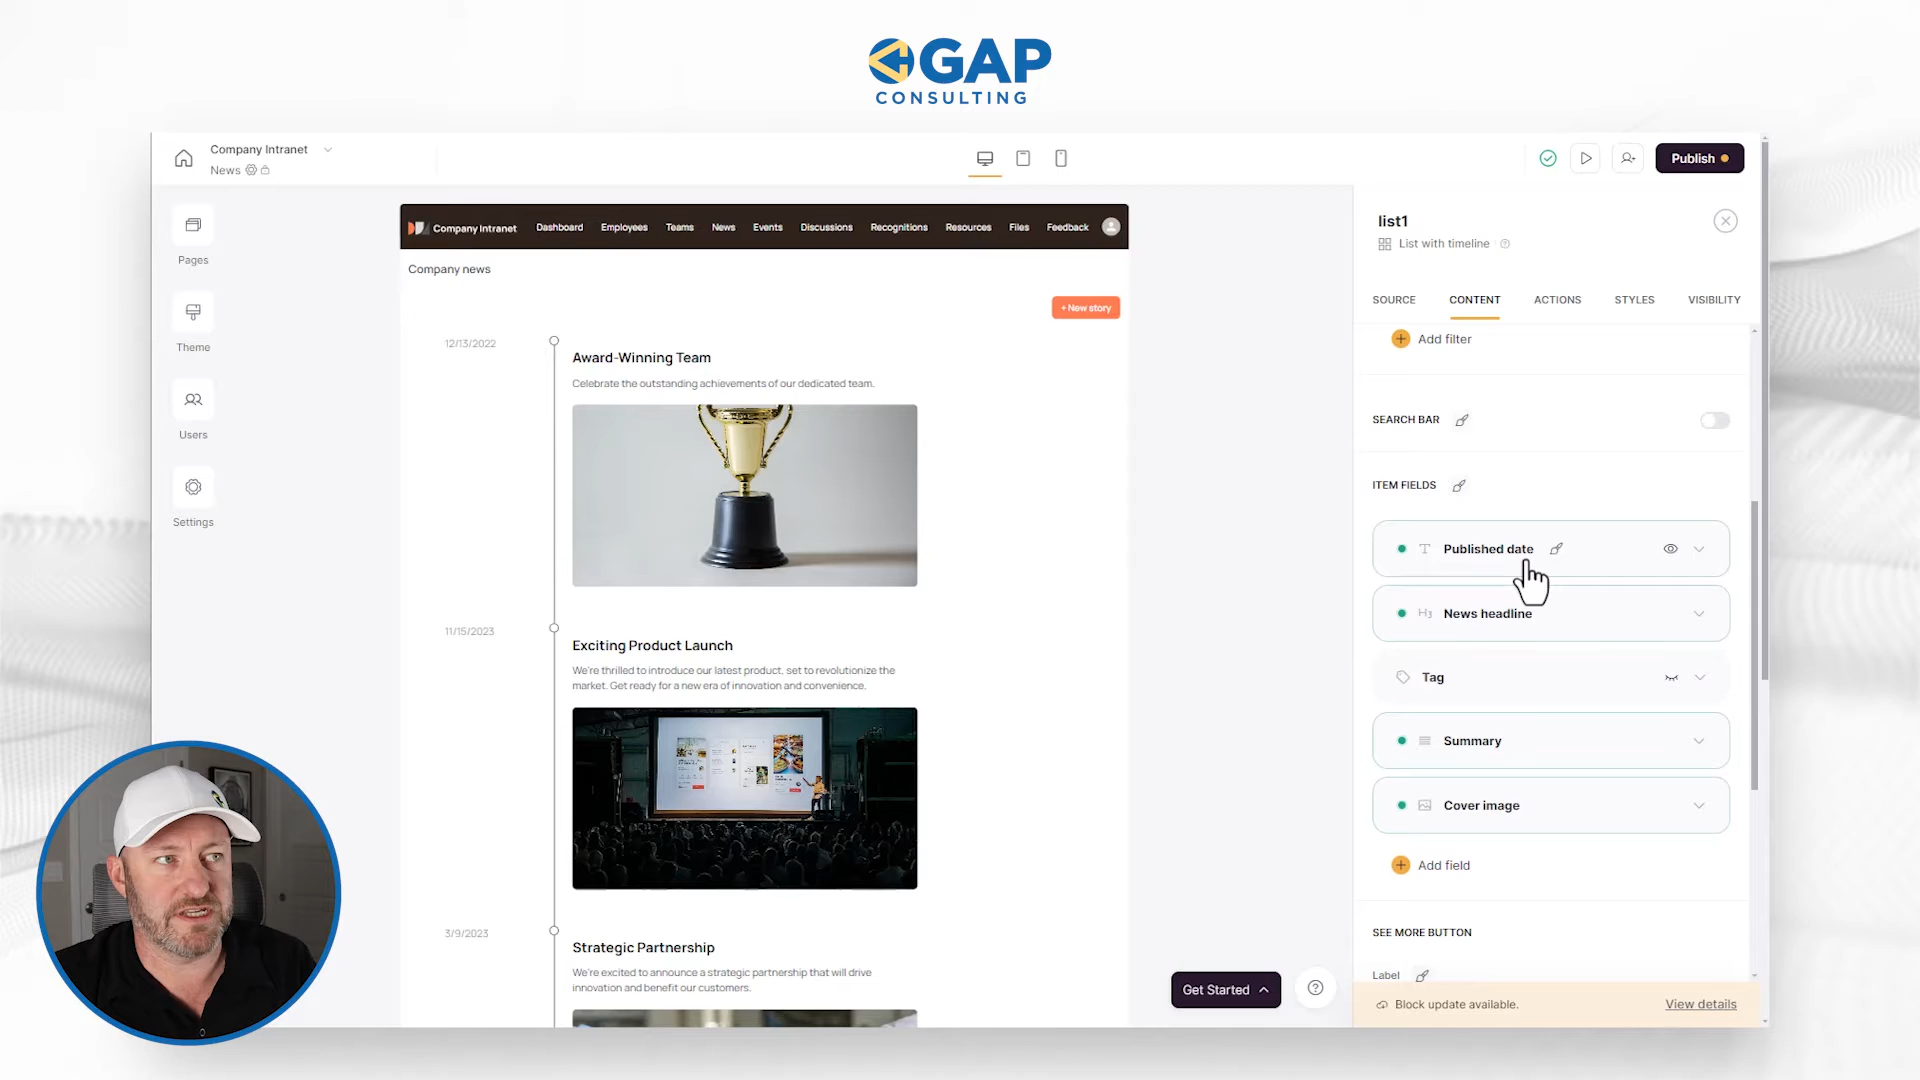 GAP
CONSULTING
Company Intranet
News
Publish
Pages
Theme
Users
Settings
Company Intranet
Dashboard
Employees
Teams
News
Events
Discussions
Recognitions
Resources
Files
Feedback
Company news
+ New story
12/13/2022
Award-Winning Team
Celebrate the outstanding achievements of our dedicated team.
11/15/2023
Exciting Product Launch
We're thrilled to introduce our latest product, set to revolutionize the
market. Get ready for a new era of innovation and convenience.
3/9/2023
Strategic Partnership
We're excited to announce a strategic partnership that will drive
innovation and benefit our customers.
Get Started
list1
List with timeline
SOURCE
CONTENT
ACTIONS
STYLES
VISIBILITY
Add filter
SEARCH BAR
ITEM FIELDS
T Published date
H3 News headline
Tag
Summary
Cover image
Add field
SEE MORE BUTTON
Label
Block update available.
View details